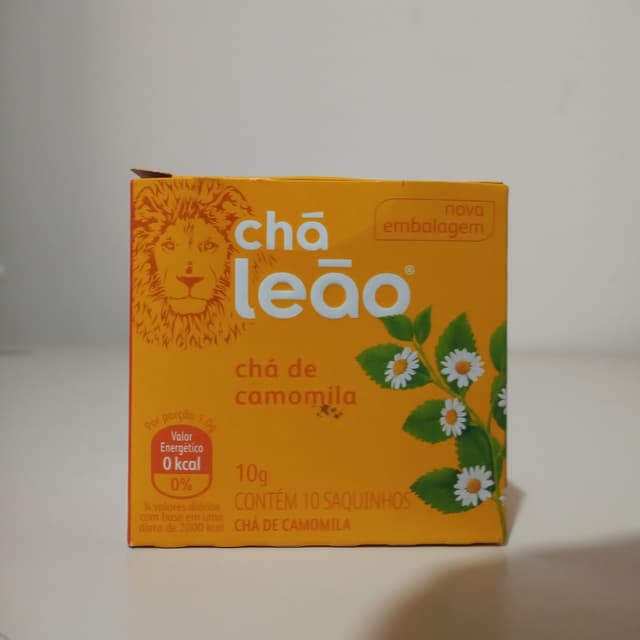 chá
leão®
nova
embalagem
chá de
camomila
Por porção 1,0g
Valor
Energético
0 kcal
0%
% valores diários
com base em uma
dieta de 2000 kcal
10g
CONTÉM 10 SAQUINHOS
CHÁ DE CAMOMILA